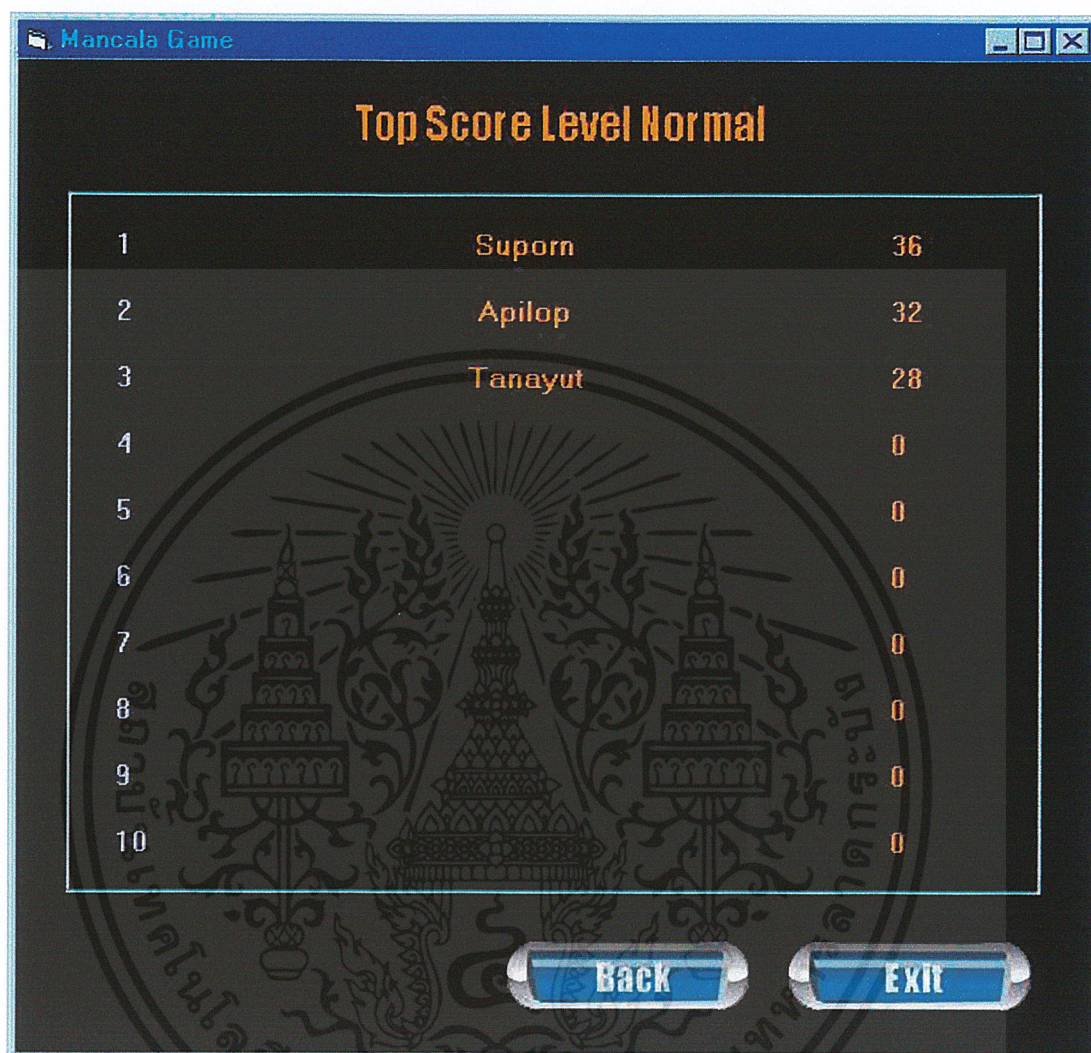 Mancala Game
Top Score Level Normal
1 Suporn 36
2 Apilop 32
3 Tanayut 28
4 0
5 0
6 0
7 0
8 0
9 0
10 0
Back Exit